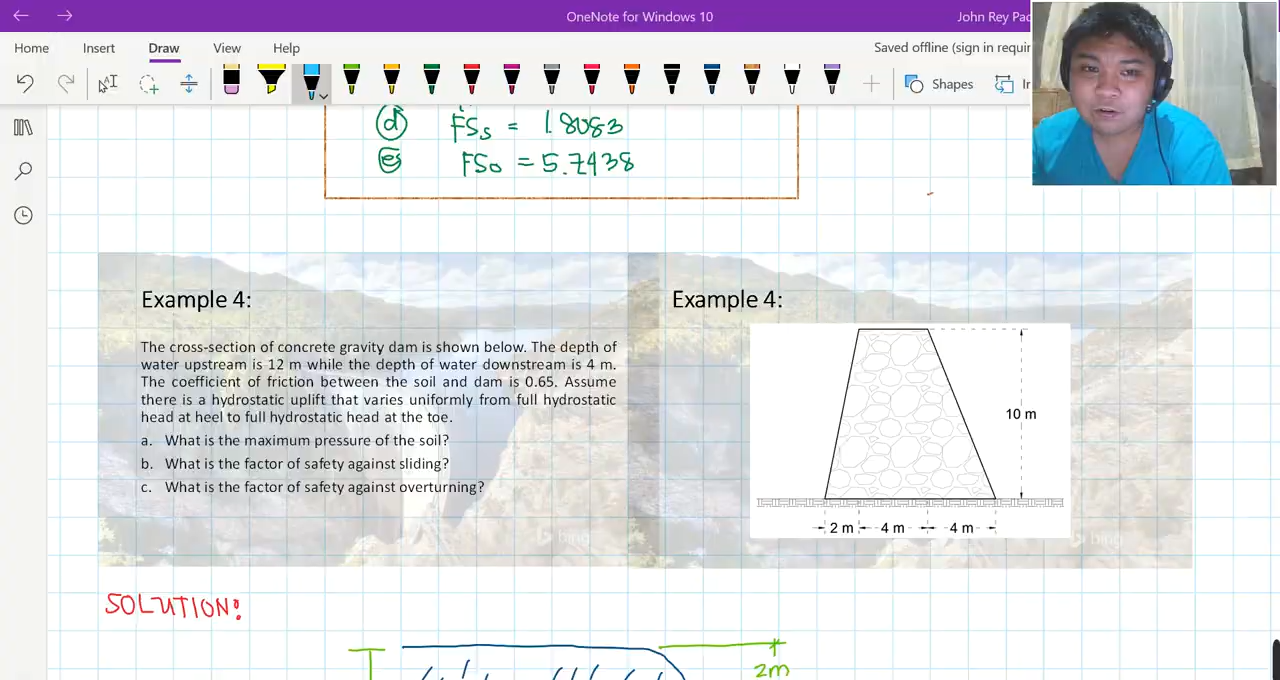 OneNote for Windows 10
John Rey Pad
Home Insert Draw View Help
Saved offline (sign in requir
Shapes
In
(d) FSs = 1.8083
(e) FSo = 5.7438
Example 4:
The cross-section of concrete gravity dam is shown below. The depth of
water upstream is 12 m while the depth of water downstream is 4 m.
The coefficient of friction between the soil and dam is 0.65. Assume
there is a hydrostatic uplift that varies uniformly from full hydrostatic
head at heel to full hydrostatic head at the toe.
a. What is the maximum pressure of the soil?
b. What is the factor of safety against sliding?
c. What is the factor of safety against overturning?
bing
Example 4:
10 m
2 m 4 m 4 m
bing
SOLUTION:
2m